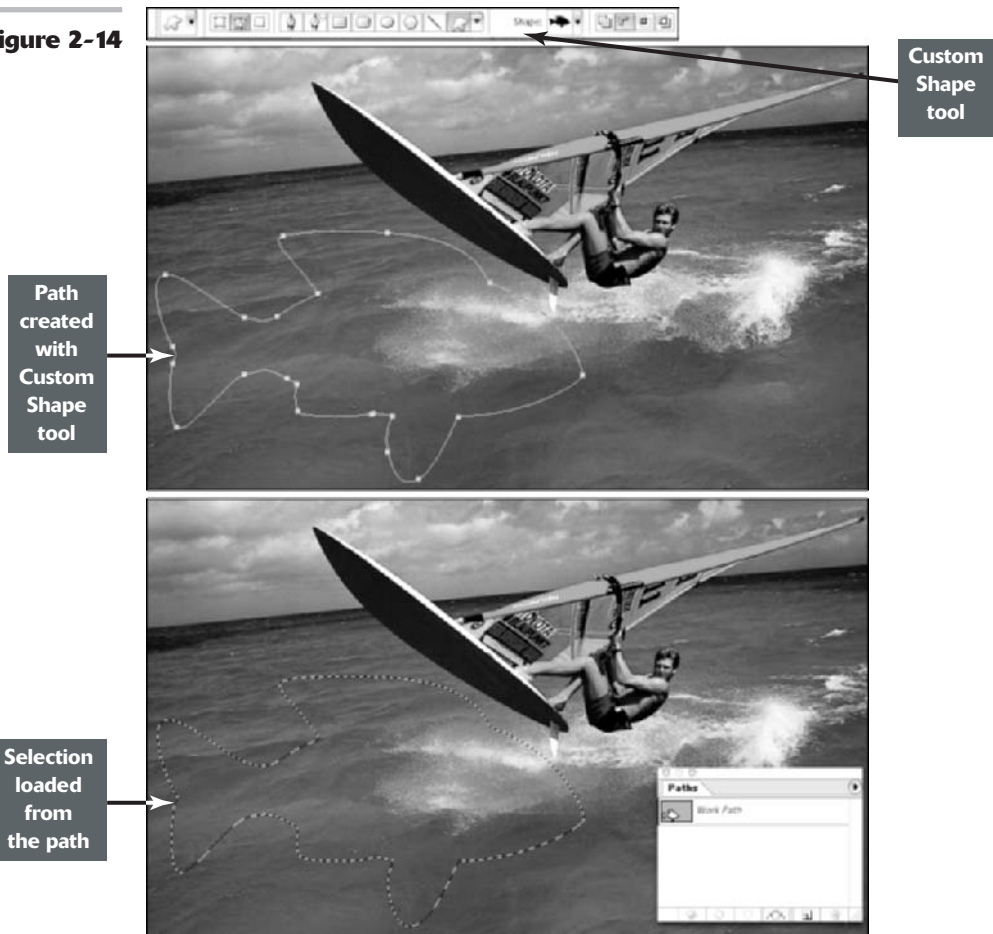 igure 2-14
Shape:
Custom
Shape
tool
Path
created
with
Custom
Shape
tool
Selection
loaded
from
the path
Paths
Work Path